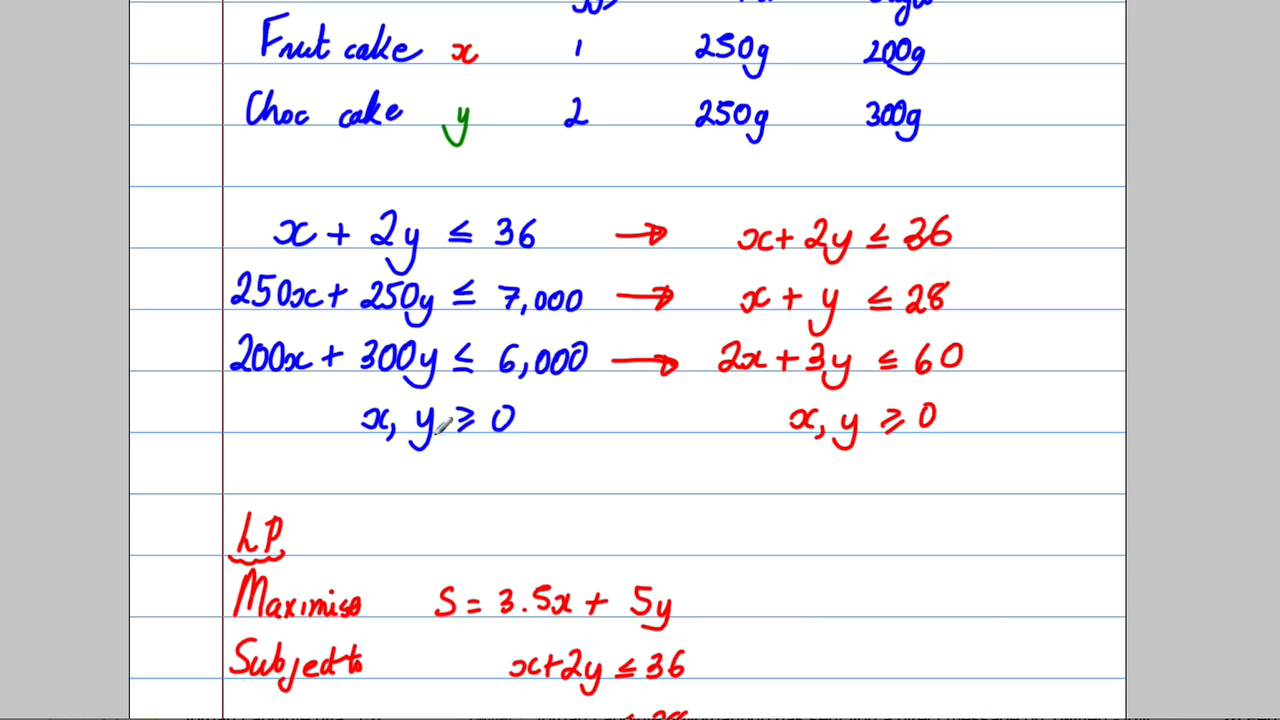 Fruit cake x 1 250g 200g
Choc cake y 2 250g 300g
x + 2y ≤ 36 → x + 2y ≤ 36
250x + 250y ≤ 7,000 → x + y ≤ 28
200x + 300y ≤ 6,000 → 2x + 3y ≤ 60
x, y ≥ 0 x, y ≥ 0
LP
Maximise S = 3.5x + 5y
Subject to x + 2y ≤ 36